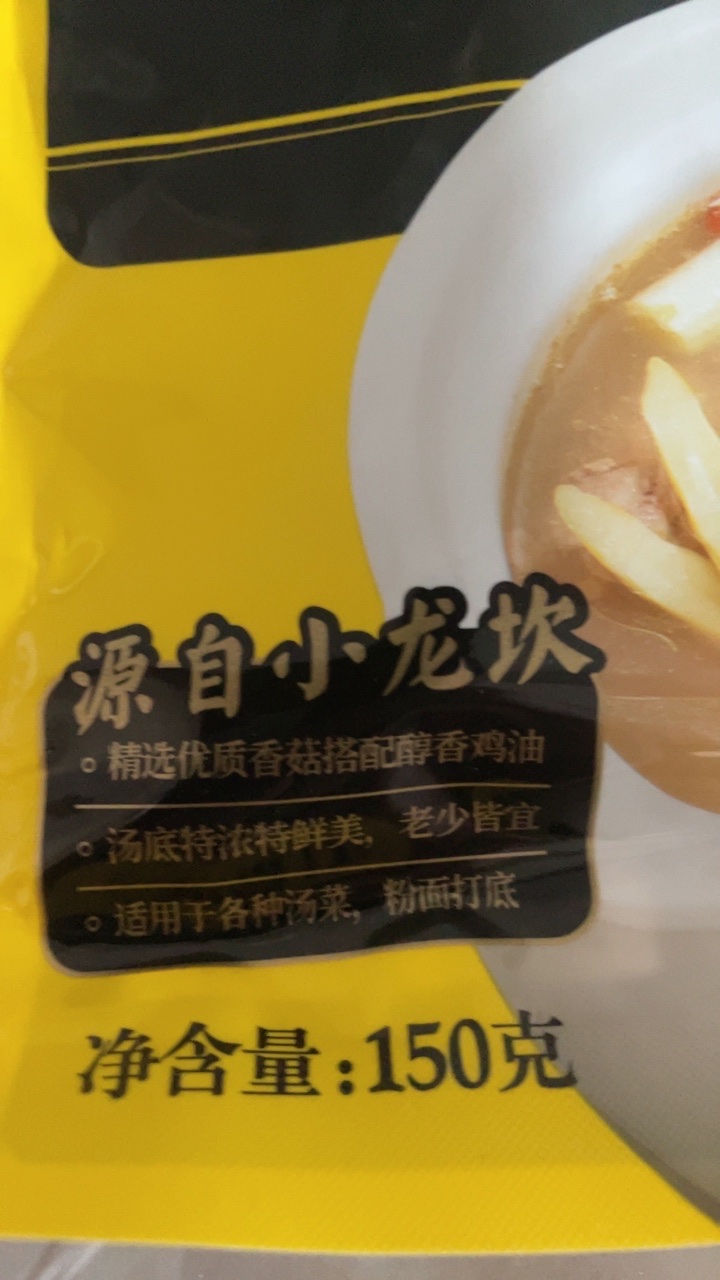 源自小龙坎
精选优质香菇搭配醇香鸡油
汤底特浓特鲜美，老少皆宜
适用于各种汤菜，粉面打底
净含量:150克